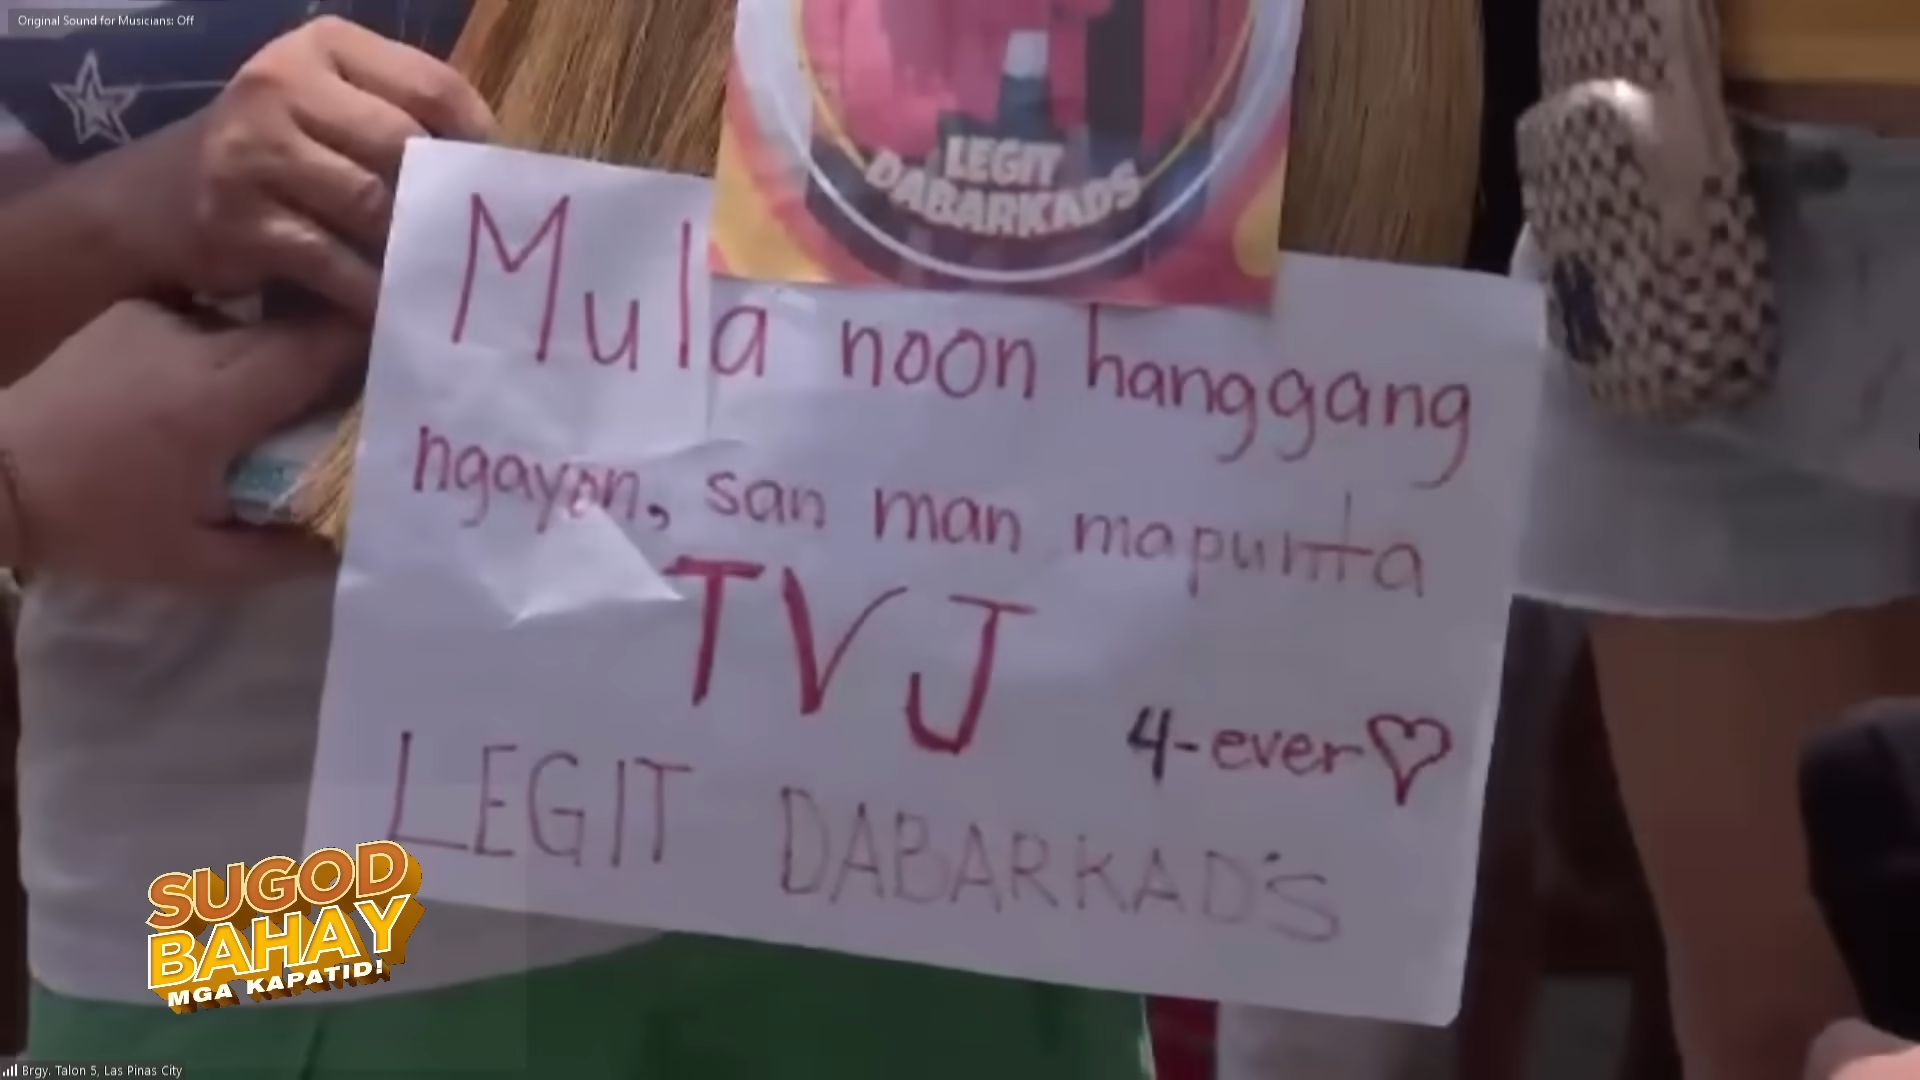 Original Sound for Musicians: Off
LEGIT
DABARKADS
Mula noon hanggang
ngayon, san man mapunta
TVJ
4-ever
LEGIT DABARKAD'S
SUGOD
BAHAY
MGA KAPATID!
Brgy. Talon 5, Las Pinas City